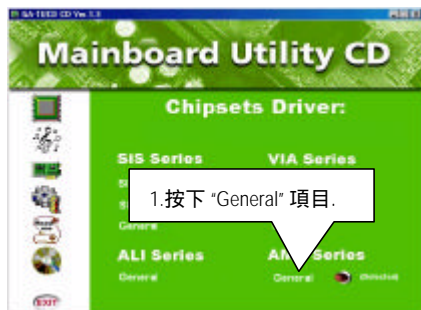 Mainboard Utility CD
Chipsets Driver:
SIS Series
VIA Series
1.按下 “General” 項目.
General
ALI Series
General
General
EXIT